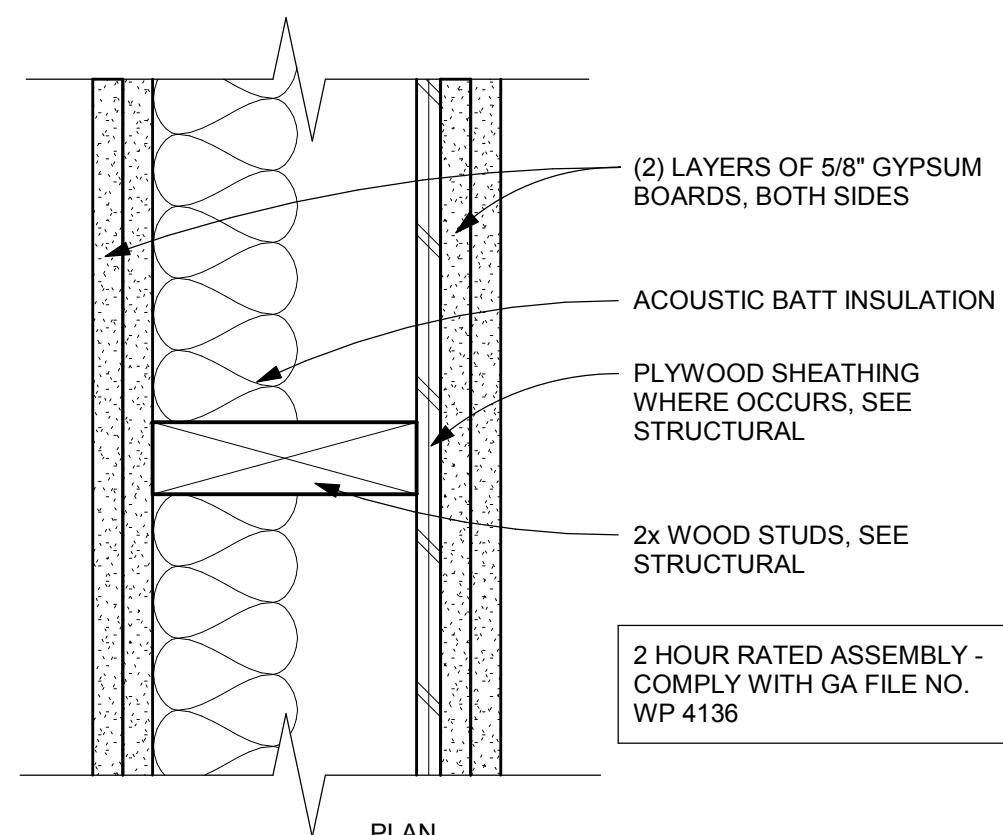 (2) LAYERS OF 5/8" GYPSUM
BOARDS, BOTH SIDES
ACOUSTIC BATT INSULATION
PLYWOOD SHEATHING
WHERE OCCURS, SEE
STRUCTURAL
2x WOOD STUDS, SEE
STRUCTURAL
2 HOUR RATED ASSEMBLY -
COMPLY WITH GA FILE NO.
WP 4136
PLAN